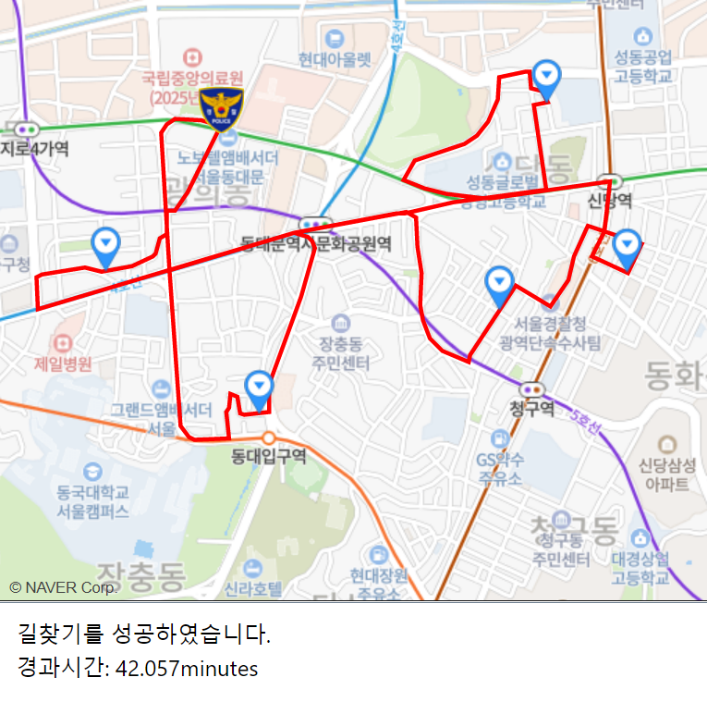 주민센터
현대아울렛
4호선
성동공업
고등학교
국립중앙의료원
(2025년
POLICE
지로4가역
노보텔앰배서더
서울동대문
광희동
신당동
성동글로벌
경영고등학교
신당역
동대문역사문화공원역
구청
4호선
서울경찰청
광역단속수사팀
장충동
주민센터
제일병원
동화
그랜드앰배서더
서울
청구역
5호선
동대입구역
GS약수
주유소
신당삼성
아파트
동국대학교
서울캠퍼스
청구동
청구동
주민센터
대경상업
고등학교
현대장원
주유소
장충동
신라호텔
© NAVER Corp.
길찾기를 성공하였습니다.
경과시간: 42.057minutes